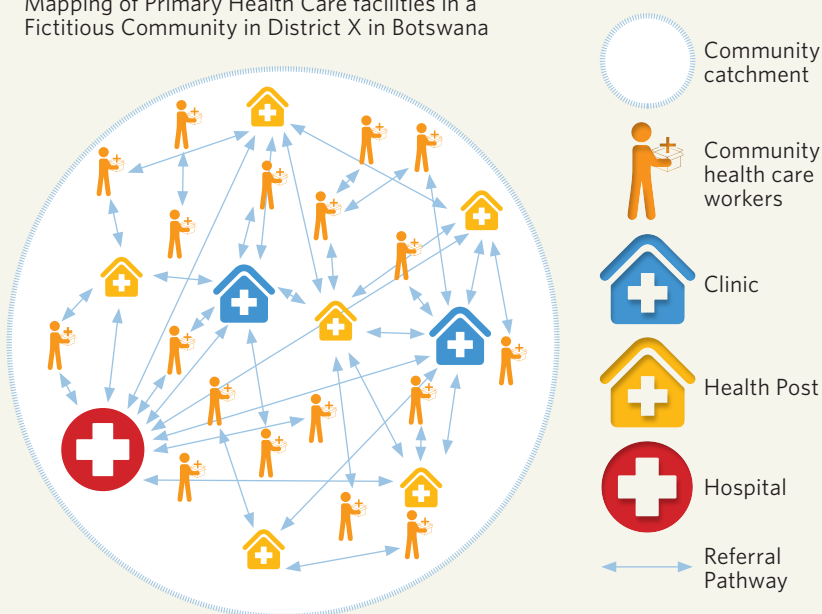 Mapping of Primary Health Care facilities in a
Fictitious Community in District X in Botswana
Community
catchment
Community
health care
workers
Clinic
Health Post
Hospital
Referral
Pathway